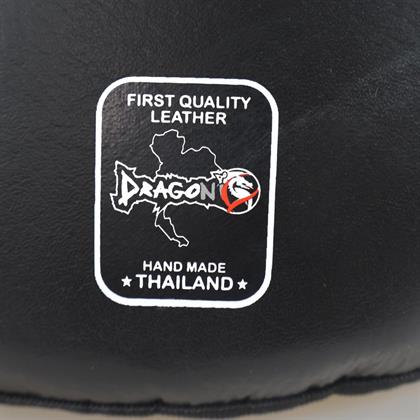 FIRST QUALITY
LEATHER
DRAGON
HAND MADE
★ THAILAND ★